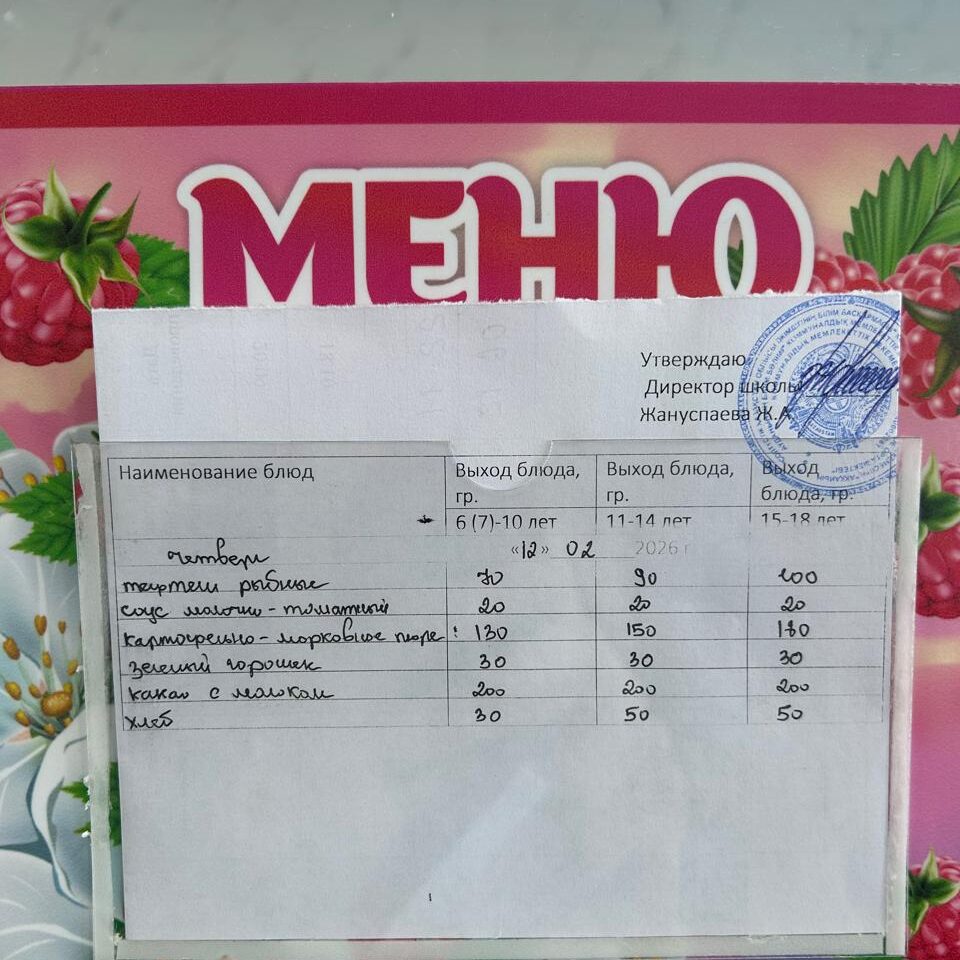 МЕНЮ
Утверждаю
Директор школы
Жануспаева Ж.А.
Наименование блюд Выход блюда, гр. Выход блюда, гр. Выход блюда, гр.
6 (7)-10 лет 11-14 лет 15-18 лет
четверг «12» 02 2026 г
тефтели рыбные 70 90 100
соус молочно-томатный 20 20 20
картофельно-морковное пюре 130 150 180
зеленый горошек 30 30 30
какао с молоком 200 200 200
хлеб 30 50 50